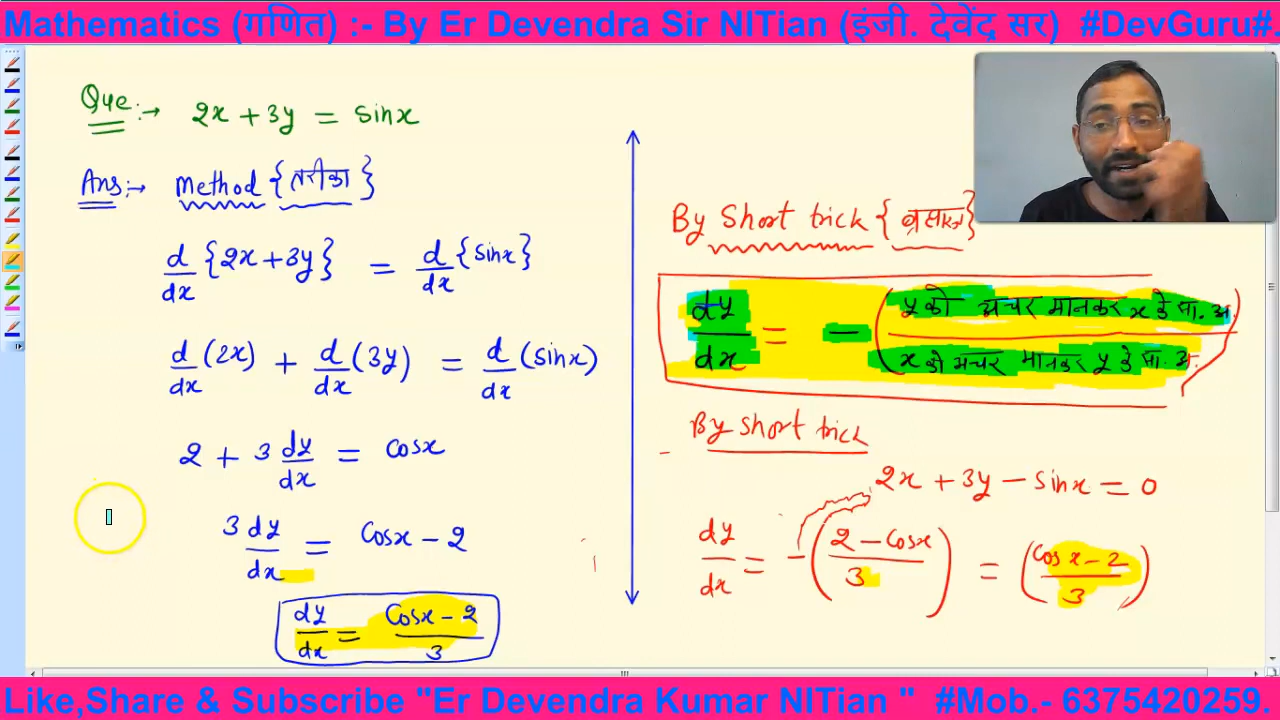 Mathematics (गणित) :- By Er Devendra Sir NITian (इंजी. देवेंद्र सर) #DevGuru#.
Que :→ 2x + 3y = sinx
Ans :→ Method {तरीका}
d/dx {2x + 3y} = d/dx {sinx}
d/dx (2x) + d/dx (3y) = d/dx (sinx)
2 + 3 dy/dx = cosx
3 dy/dx = cosx - 2
dy/dx = cosx - 2 / 3
By Short trick
dy/dx = - (y को अचर मानकर x के सा. अ. / x को अचर मानकर y के सा. अ.)
By Short trick
2x + 3y - sinx = 0
dy/dx = - (2 - cosx / 3) = (cosx - 2 / 3)
Like,Share & Subscribe "Er Devendra Kumar NITian " #Mob.- 6375420259.